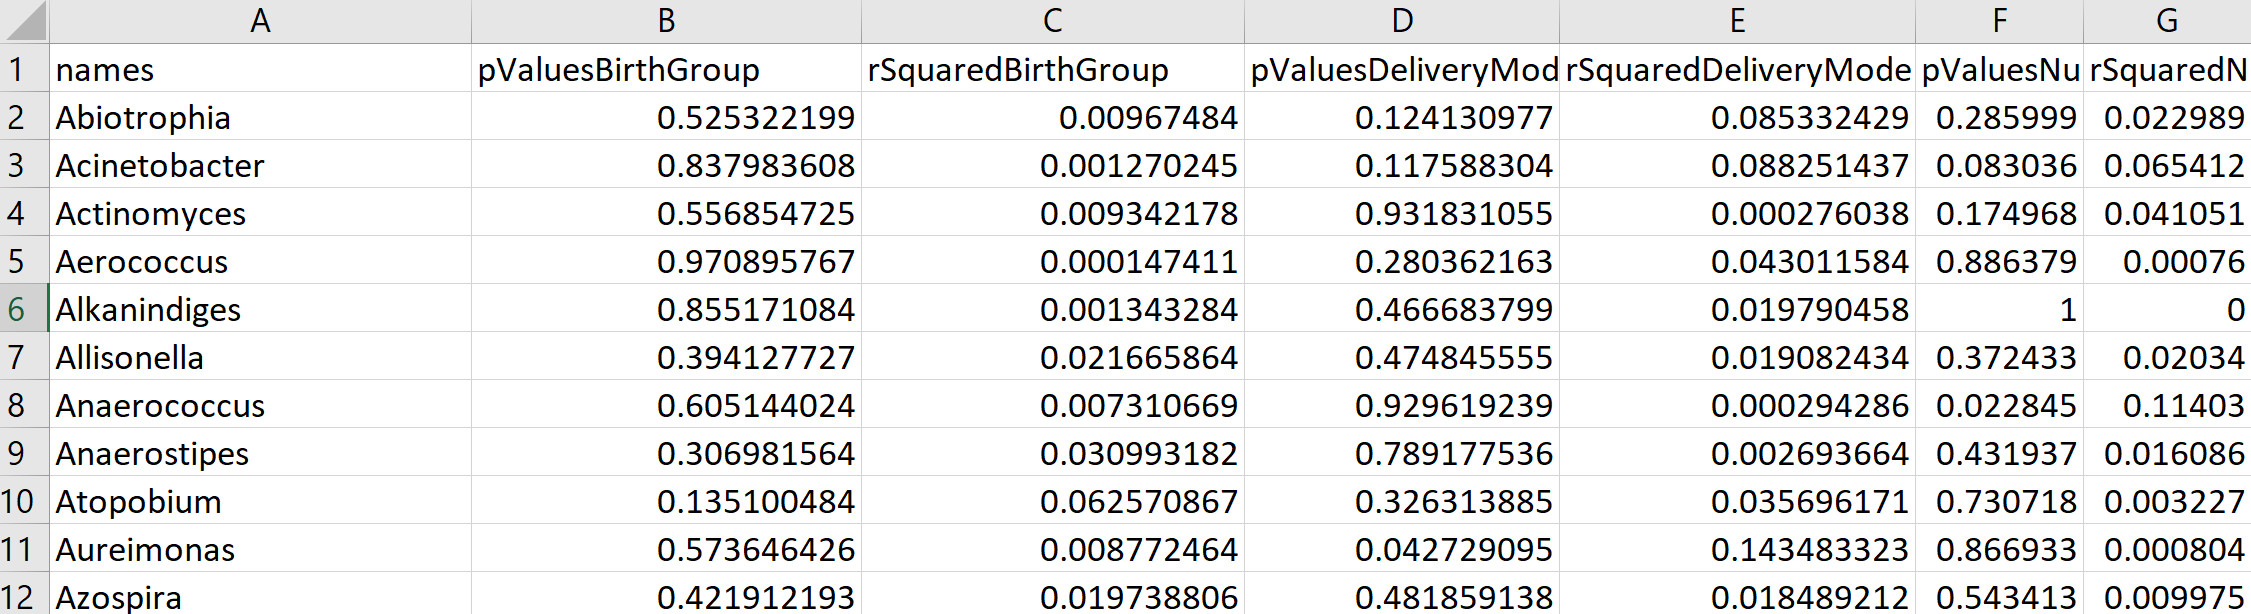 A B C D E F G
1 names pValuesBirthGroup rSquaredBirthGroup pValuesDeliveryMod rSquaredDeliveryMode pValuesNu rSquaredN
2 Abiotrophia 0.525322199 0.00967484 0.124130977 0.085332429 0.285999 0.022989
3 Acinetobacter 0.837983608 0.001270245 0.117588304 0.088251437 0.083036 0.065412
4 Actinomyces 0.556854725 0.009342178 0.931831055 0.000276038 0.174968 0.041051
5 Aerococcus 0.970895767 0.000147411 0.280362163 0.043011584 0.886379 0.00076
6 Alkanindiges 0.855171084 0.001343284 0.466683799 0.019790458 1 0
7 Allisonella 0.394127727 0.021665864 0.474845555 0.019082434 0.372433 0.02034
8 Anaerococcus 0.605144024 0.007310669 0.929619239 0.000294286 0.022845 0.11403
9 Anaerostipes 0.306981564 0.030993182 0.789177536 0.002693664 0.431937 0.016086
10 Atopobium 0.135100484 0.062570867 0.326313885 0.035696171 0.730718 0.003227
11 Aureimonas 0.573646426 0.008772464 0.042729095 0.143483323 0.866933 0.000804
12 Azospira 0.421912193 0.019738806 0.481859138 0.018489212 0.543413 0.009975